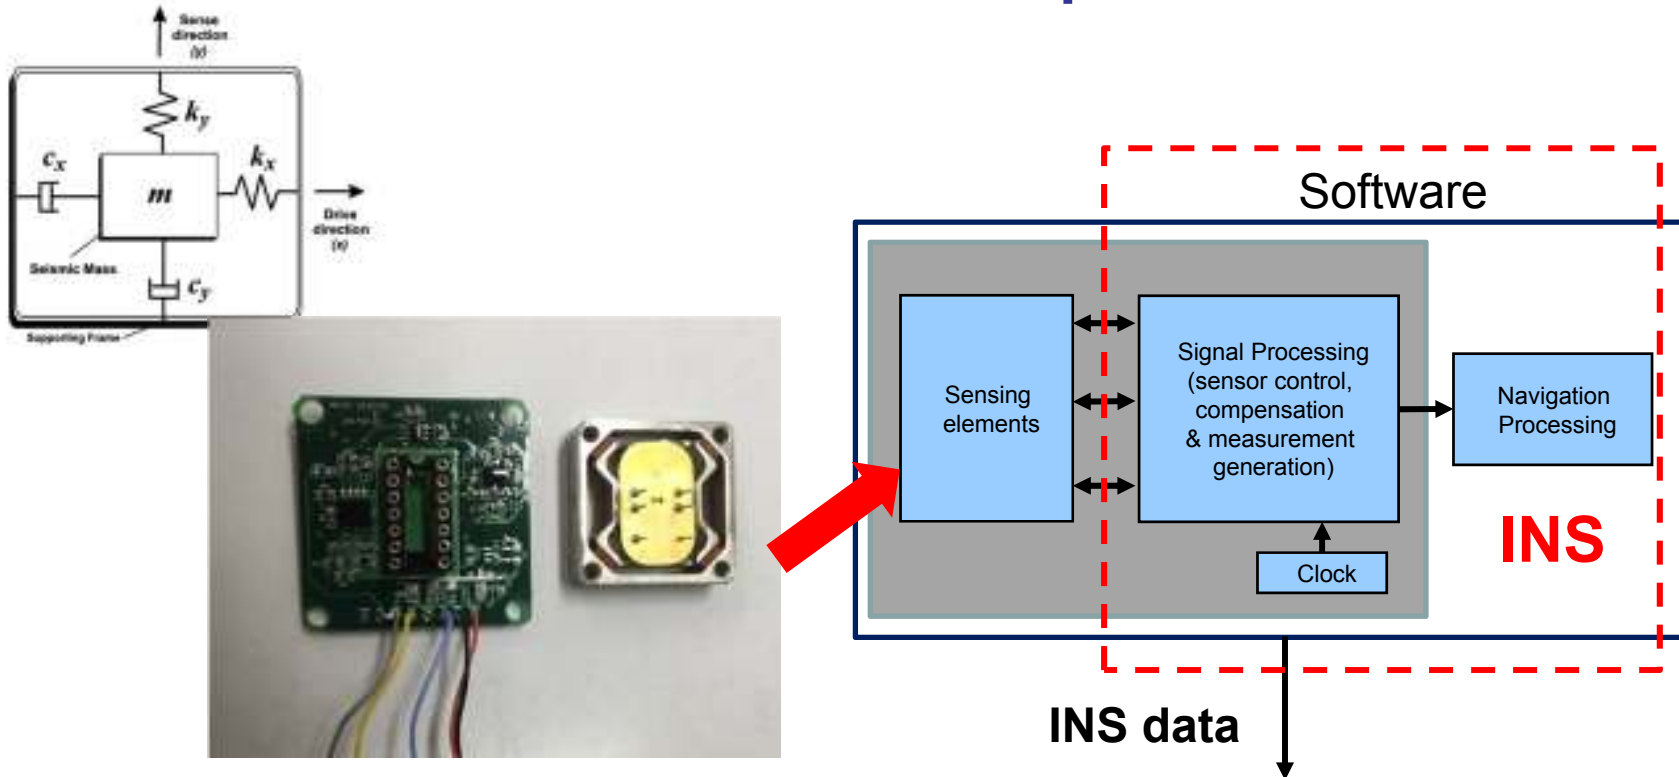 Sense
direction
(y)
k_y
c_x
k_x
m
Drive
direction
(x)
Seismic Mass
c_y
Supporting Frame
Software
Sensing
elements
Signal Processing
(sensor control,
compensation
& measurement
generation)
Navigation
Processing
INS
Clock
INS data